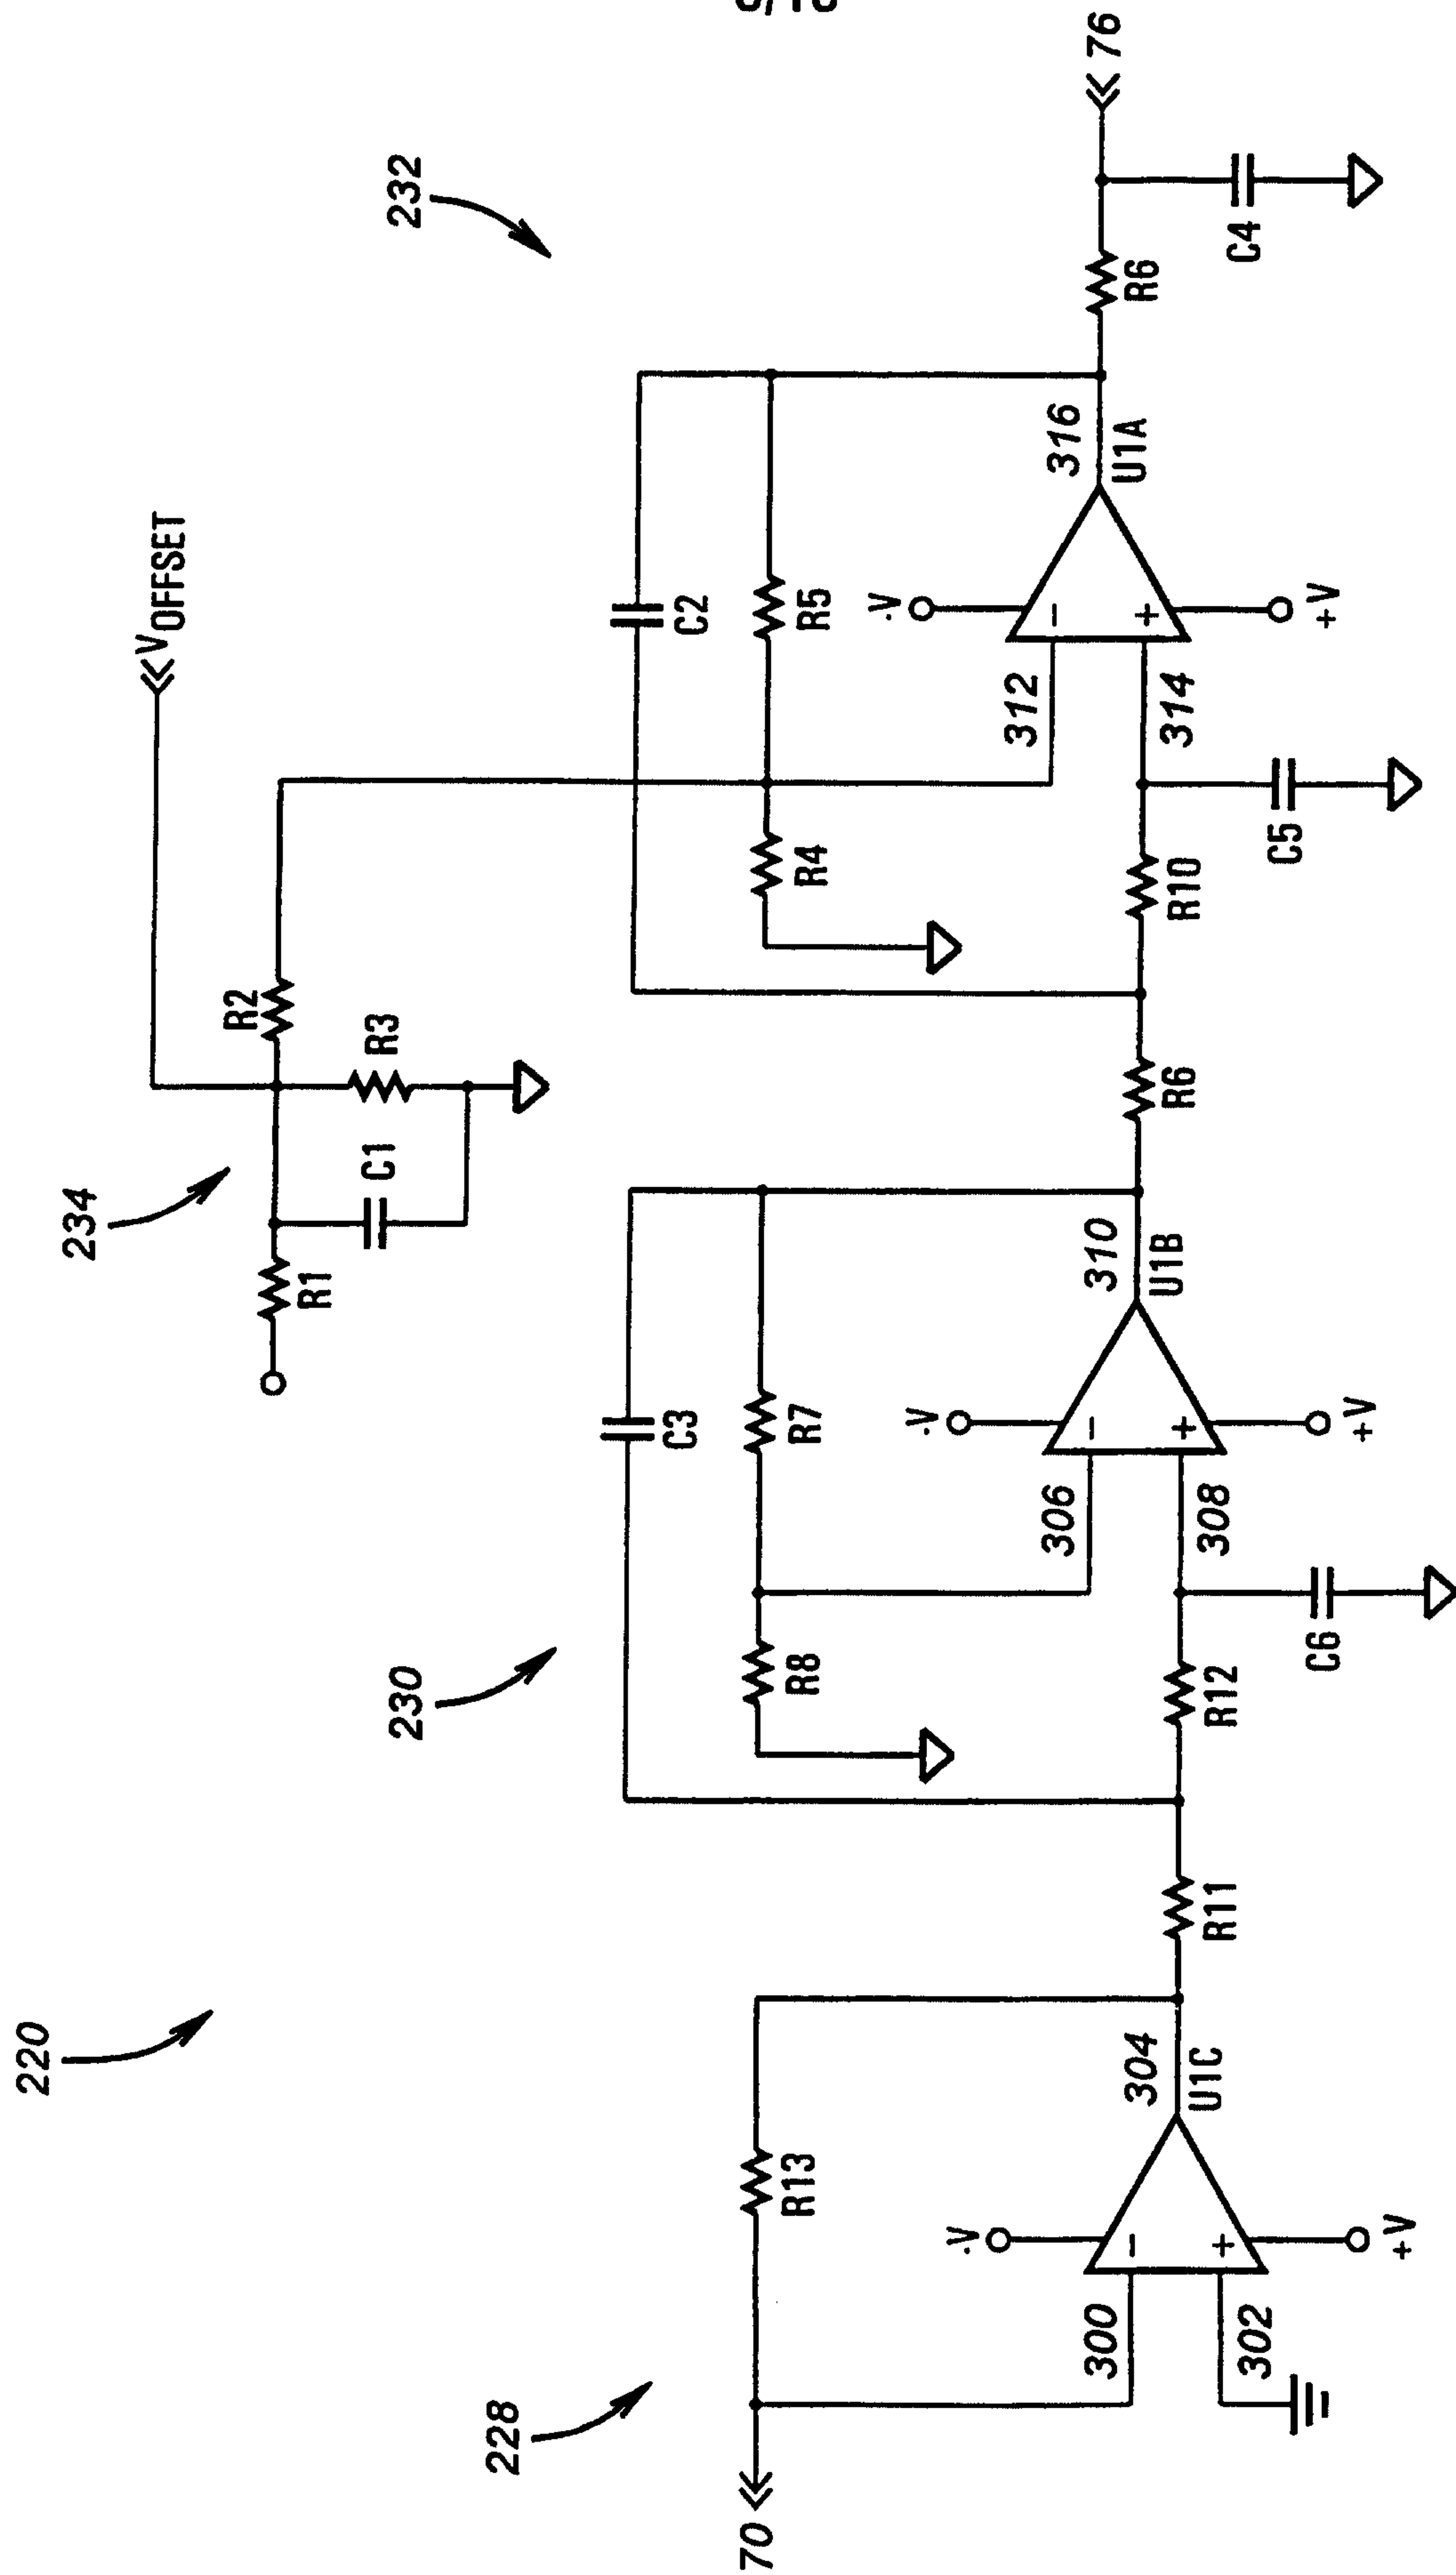 220
234
VOFFSET
R1
C1
R2
R3
232
230
228
70
R13
300
302
-V
+V
304
U1C
R11
C3
R8
R7
R12
C6
306
308
-V
+V
310
U1B
R6
C2
R4
R5
R10
C5
312
314
-V
+V
316
U1A
R6
C4
76